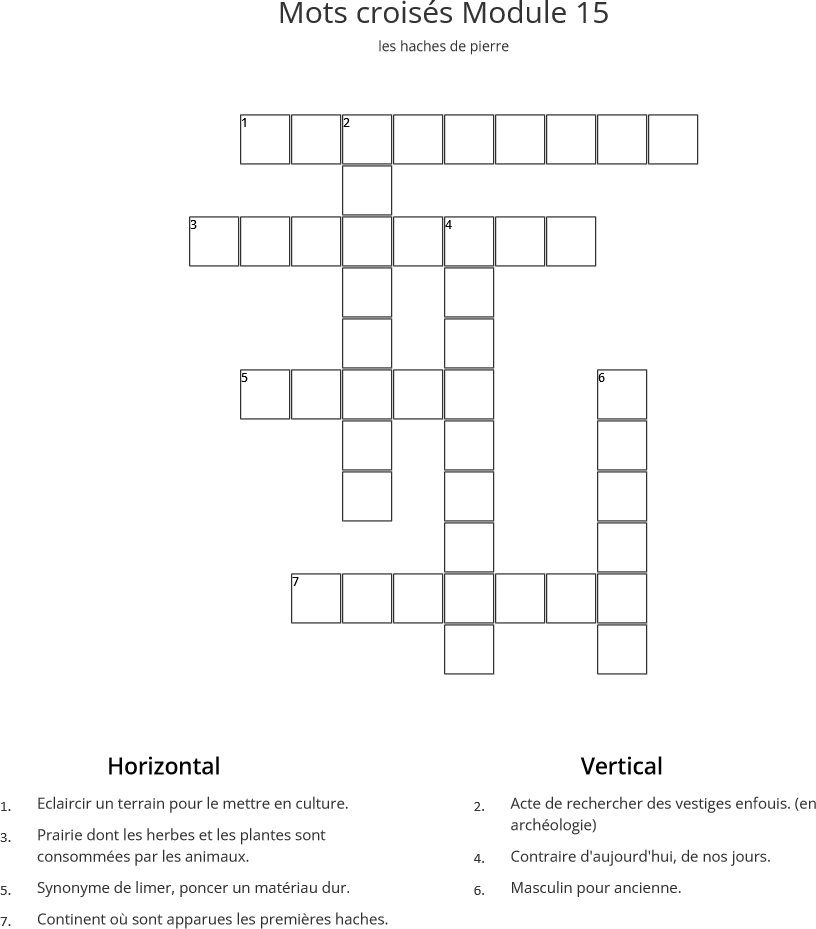 Mots croisés Module 15
les haches de pierre
1
2
3
4
5
6
7
Horizontal
1. Eclaircir un terrain pour le mettre en culture.
3. Prairie dont les herbes et les plantes sont
consommées par les animaux.
5. Synonyme de limer, poncer un matériau dur.
7. Continent où sont apparues les premières haches.
Vertical
2. Acte de rechercher des vestiges enfouis. (en
archéologie)
4. Contraire d'aujourd'hui, de nos jours.
6. Masculin pour ancienne.